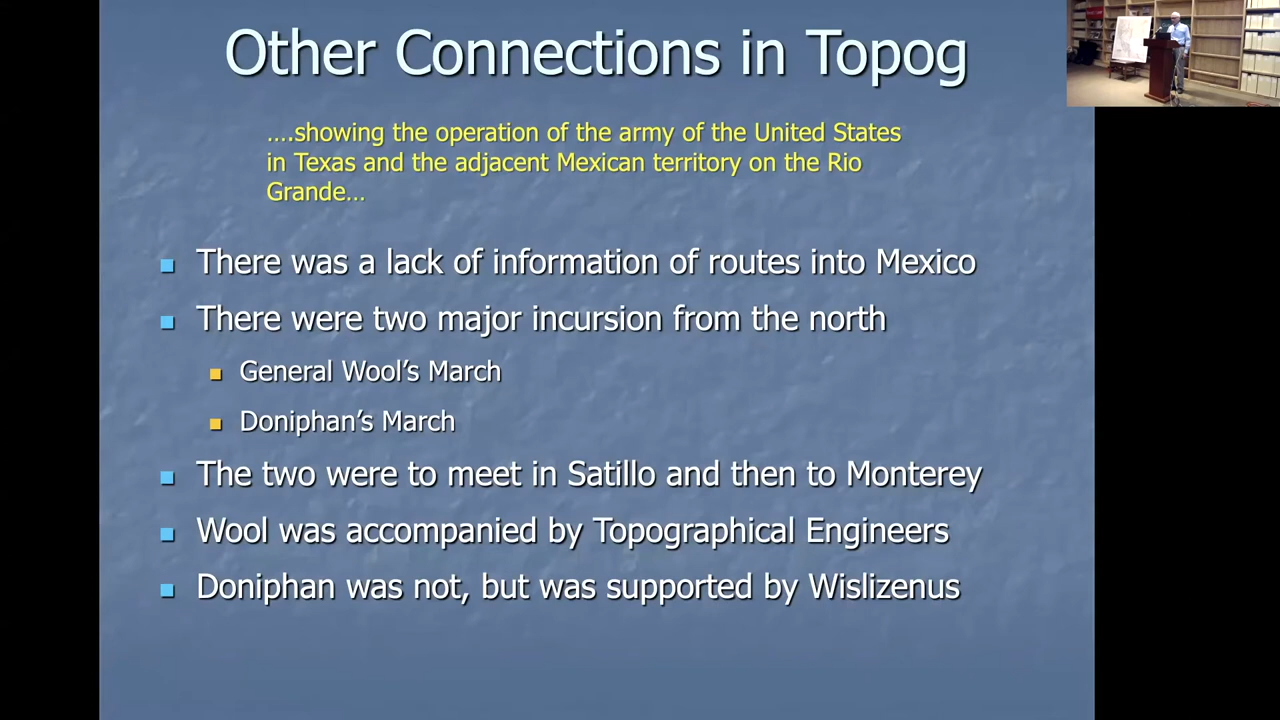 Other Connections in Topog
....showing the operation of the army of the United States
in Texas and the adjacent Mexican territory on the Rio
Grande...
There was a lack of information of routes into Mexico
There were two major incursion from the north
General Wool's March
Doniphan's March
The two were to meet in Satillo and then to Monterey
Wool was accompanied by Topographical Engineers
Doniphan was not, but was supported by Wislizenus